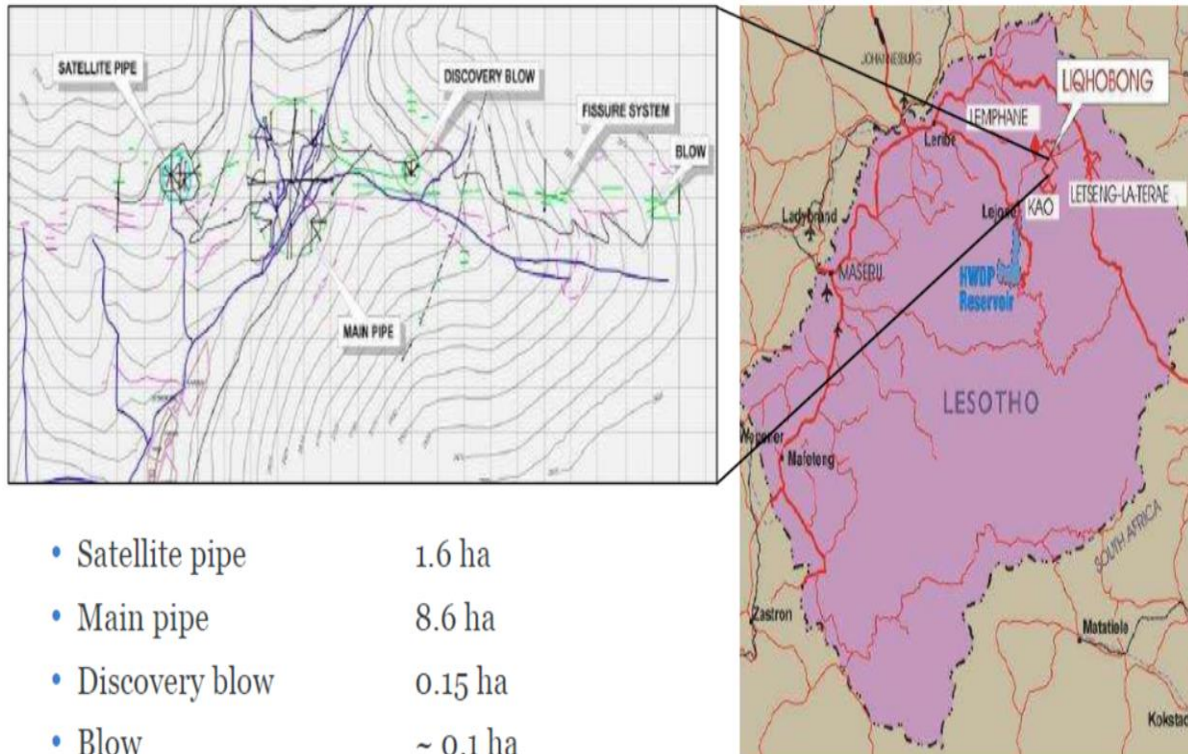 SATELLITE PIPE
DISCOVERY BLOW
FISSURE SYSTEM
BLOW
MAIN PIPE
JOHANNESBURG
LIQHOBONG
LEMPHANE
Leribe
LETSENG-LA-TERAE
KAO
Lejone
Ladybrand
MASERU
HWDP
Reservoir
LESOTHO
Wepener
Mafeteng
SOUTH AFRICA
Zastron
Matatiele
Kokstad
• Satellite pipe 1.6 ha
• Main pipe 8.6 ha
• Discovery blow 0.15 ha
• Blow ~ 0.1 ha